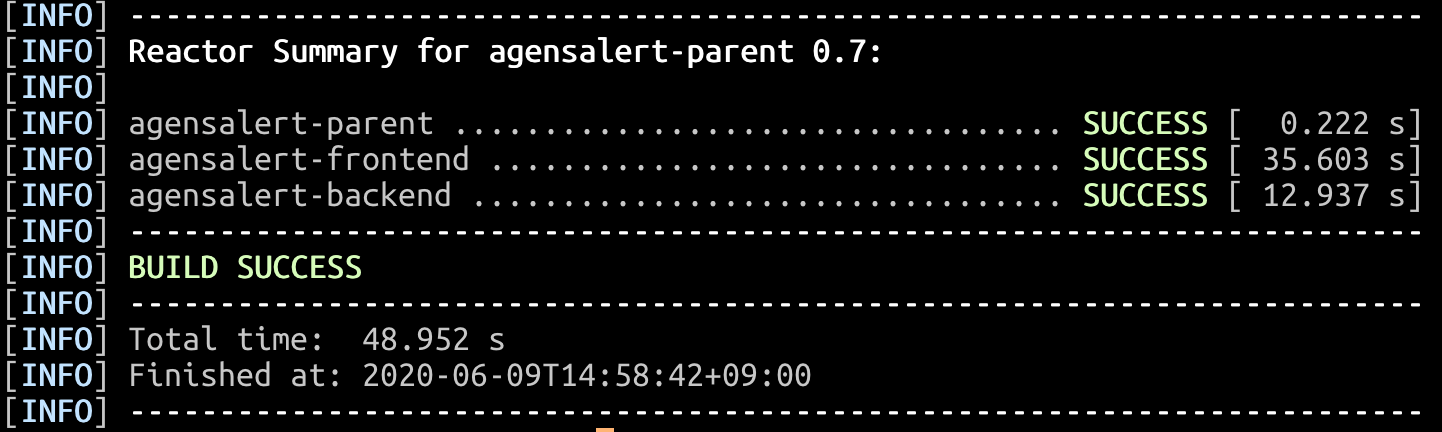 [INFO] ------------------------------------------------------------------------
[INFO] Reactor Summary for agensalert-parent 0.7:
[INFO]
[INFO] agensalert-parent .................................. SUCCESS [  0.222 s]
[INFO] agensalert-frontend ................................ SUCCESS [ 35.603 s]
[INFO] agensalert-backend ................................. SUCCESS [ 12.937 s]
[INFO] ------------------------------------------------------------------------
[INFO] BUILD SUCCESS
[INFO] ------------------------------------------------------------------------
[INFO] Total time:  48.952 s
[INFO] Finished at: 2020-06-09T14:58:42+09:00
[INFO] ------------------------------------------------------------------------